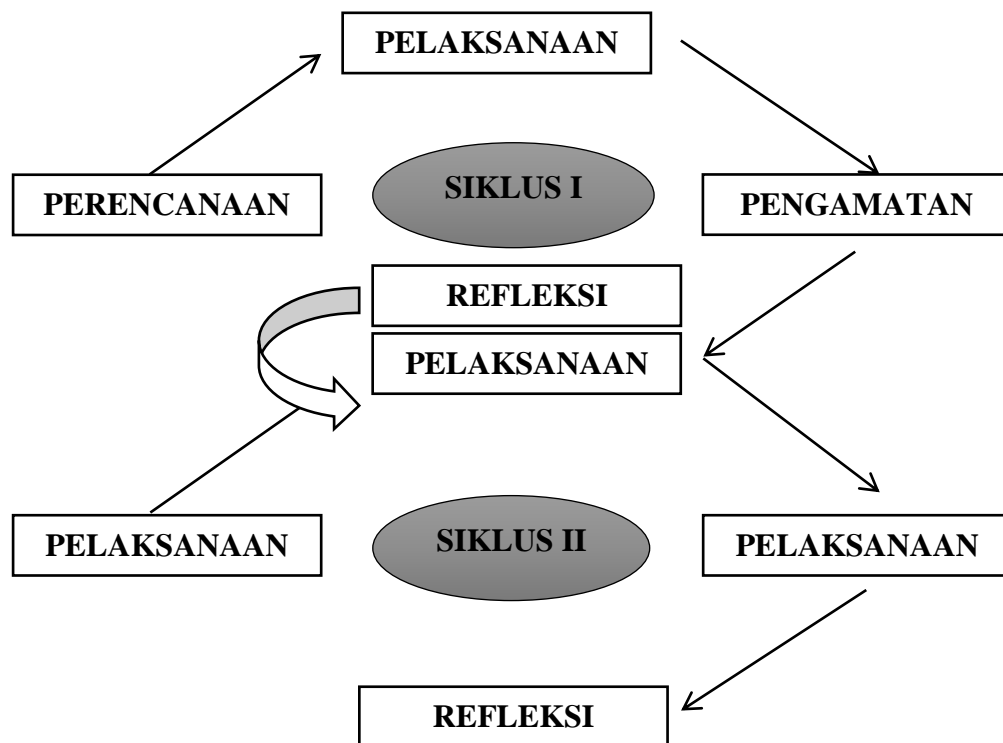 PELAKSANAAN
PERENCANAAN
SIKLUS I
PENGAMATAN
REFLEKSI
PELAKSANAAN
PELAKSANAAN
SIKLUS II
PELAKSANAAN
REFLEKSI